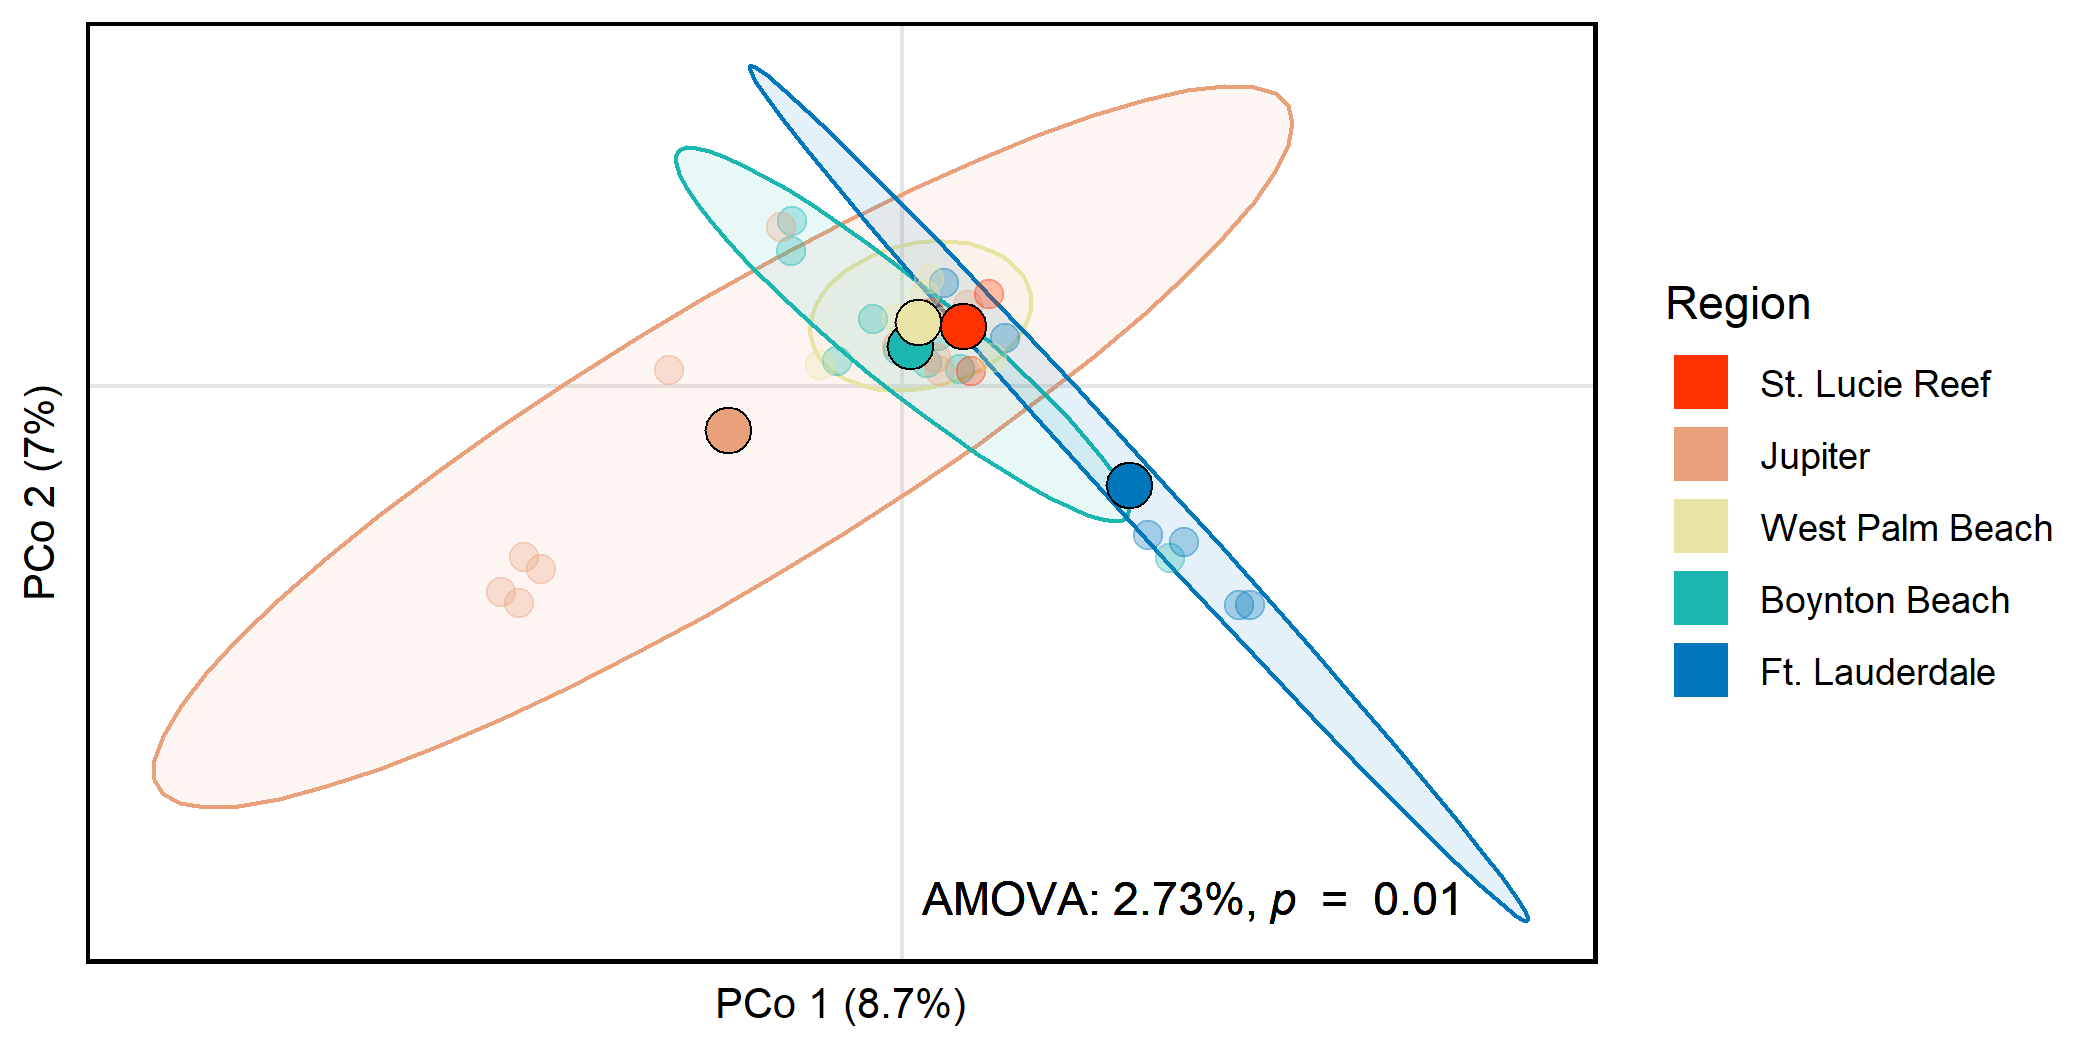 PCo 2 (7%)
AMOVA: 2.73%, p = 0.01
PCo 1 (8.7%)
Region
St. Lucie Reef
Jupiter
West Palm Beach
Boynton Beach
Ft. Lauderdale